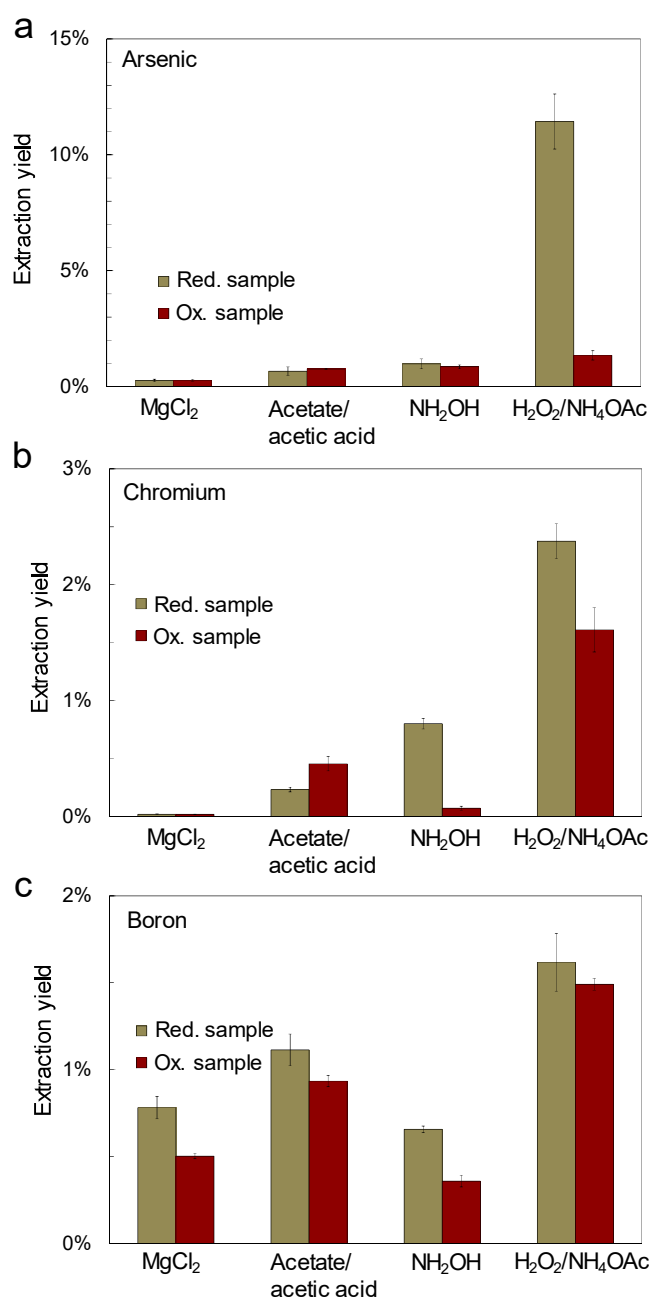 a
15%
Arsenic
10%
Extraction yield
5%
Red. sample
Ox. sample
0%
MgCl₂ Acetate/ acetic acid NH₂OH H₂O₂/NH₄OAc
b
3%
Chromium
2%
Extraction yield
Red. sample
Ox. sample
1%
0%
MgCl₂ Acetate/ acetic acid NH₂OH H₂O₂/NH₄OAc
c
2%
Boron
Extraction yield
Red. sample
Ox. sample
1%
0%
MgCl₂ Acetate/ acetic acid NH₂OH H₂O₂/NH₄OAc